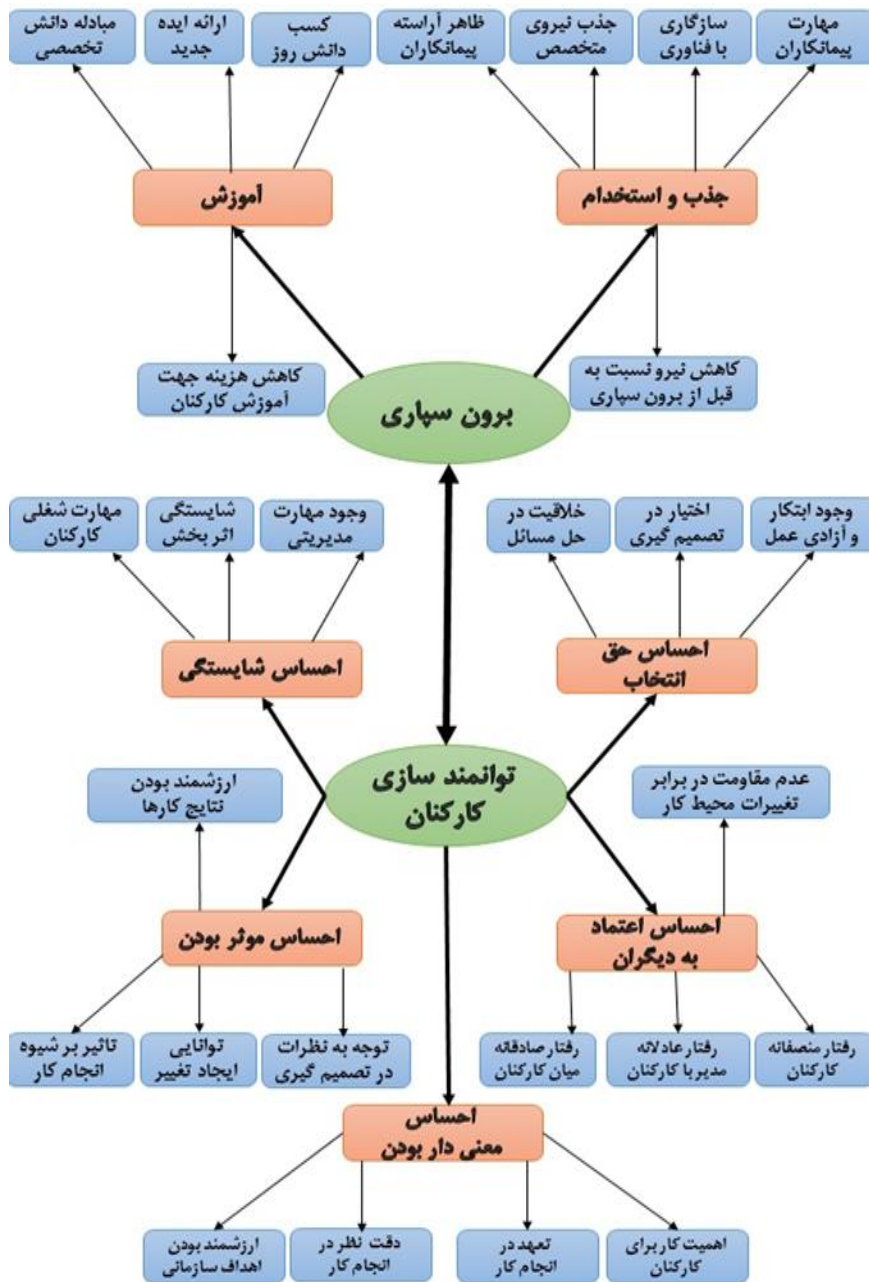 مهارت
پیمانکاران
سازگاری
با فناوری
جذب نیروی
متخصص
ظاهر آراسته
پیمانکاران
کسب
دانش روز
ارائه ایده
جدید
مبادله دانش
تخصصی
جذب و استخدام
آموزش
کاهش نیرو نسبت به
قبل از برون سپاری
کاهش هزینه جهت
آموزش کارکنان
برون سپاری
وجود ابتکار
و آزادی عمل
اختیار در
تصمیم گیری
خلاقیت در
حل مسائل
وجود مهارت
مدیریتی
شایستگی
اثر بخش
مهارت شغلی
کارکنان
احساس حق
انتخاب
احساس شایستگی
توانمند سازی
کارکنان
عدم مقاومت در برابر
تغییرات محیط کار
ارزشمند بودن
نتایج کارها
احساس اعتماد
به دیگران
احساس موثر بودن
رفتار منصفانه
کارکنان
رفتار عادلانه
مدیر با کارکنان
رفتار صادقانه
میان کارکنان
توجه به نظرات
در تصمیم گیری
توانایی
ایجاد تغییر
تاثیر بر شیوه
انجام کار
احساس
معنی دار بودن
اهمیت کار برای
کارکنان
تعهد در
انجام کار
دقت نظر در
انجام کار
ارزشمند بودن
اهداف سازمانی